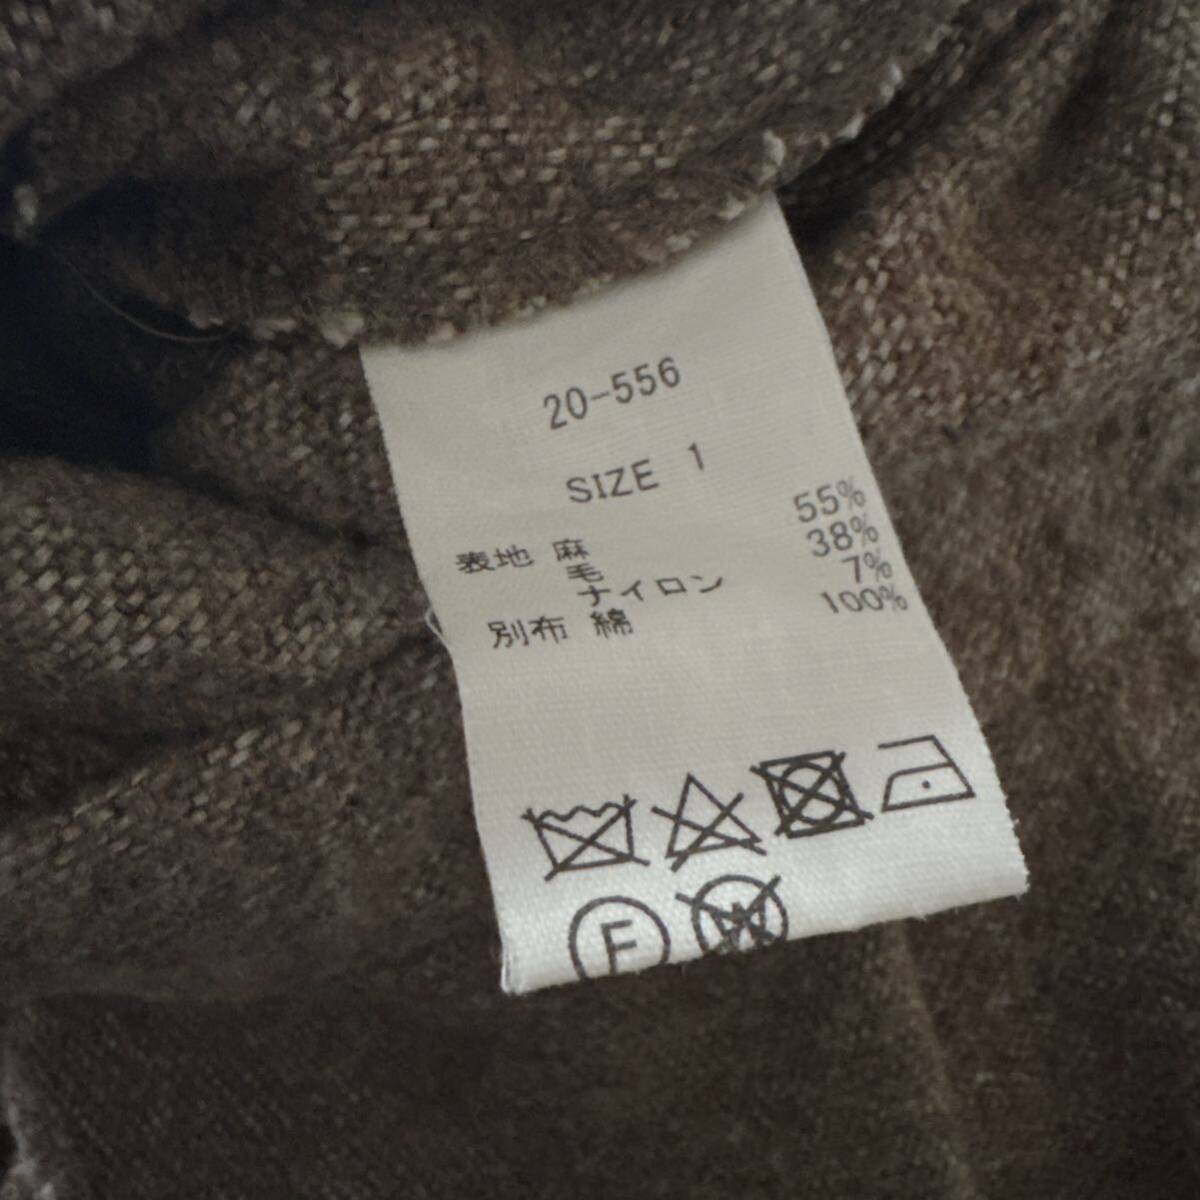 20-556
SIZE 1
表地 麻 55%
毛 38%
ナイロン 7%
別布 綿 100%
F W